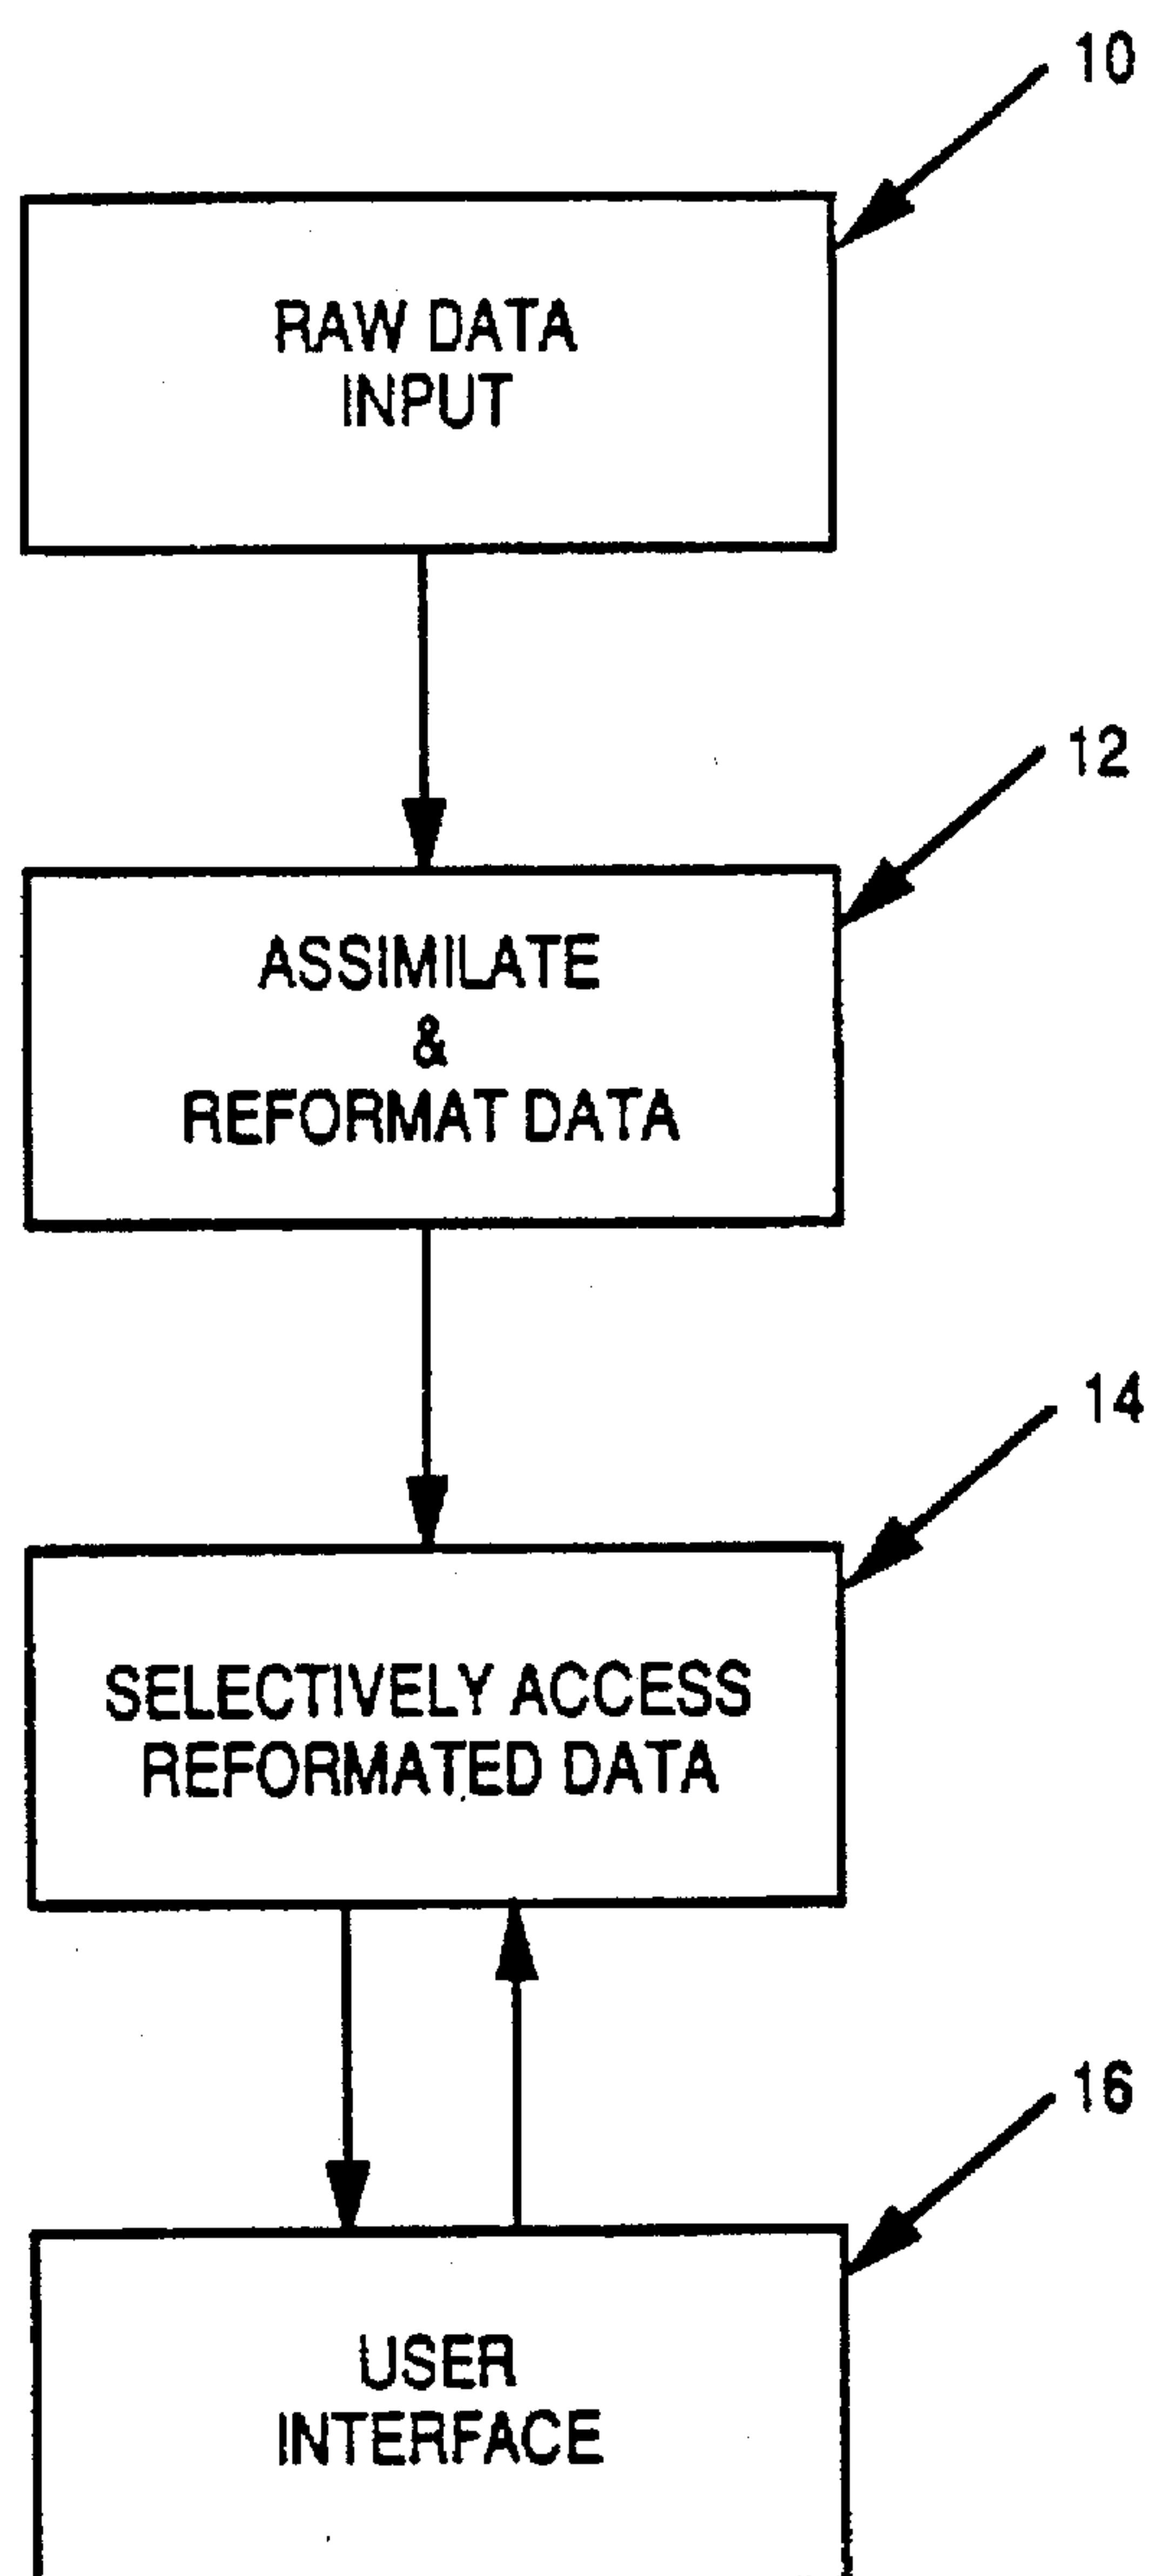 10
RAW DATA
INPUT
12
ASSIMILATE
&
REFORMAT DATA
14
SELECTIVELY ACCESS
REFORMATED DATA
16
USER
INTERFACE